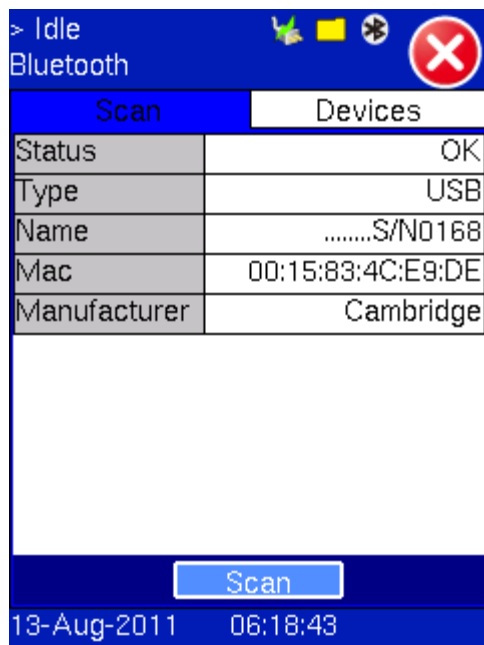 > Idle
Bluetooth
Scan Devices
Status OK
Type USB
Name ........S/N0168
Mac 00:15:83:4C:E9:DE
Manufacturer Cambridge
Scan
13-Aug-2011 06:18:43